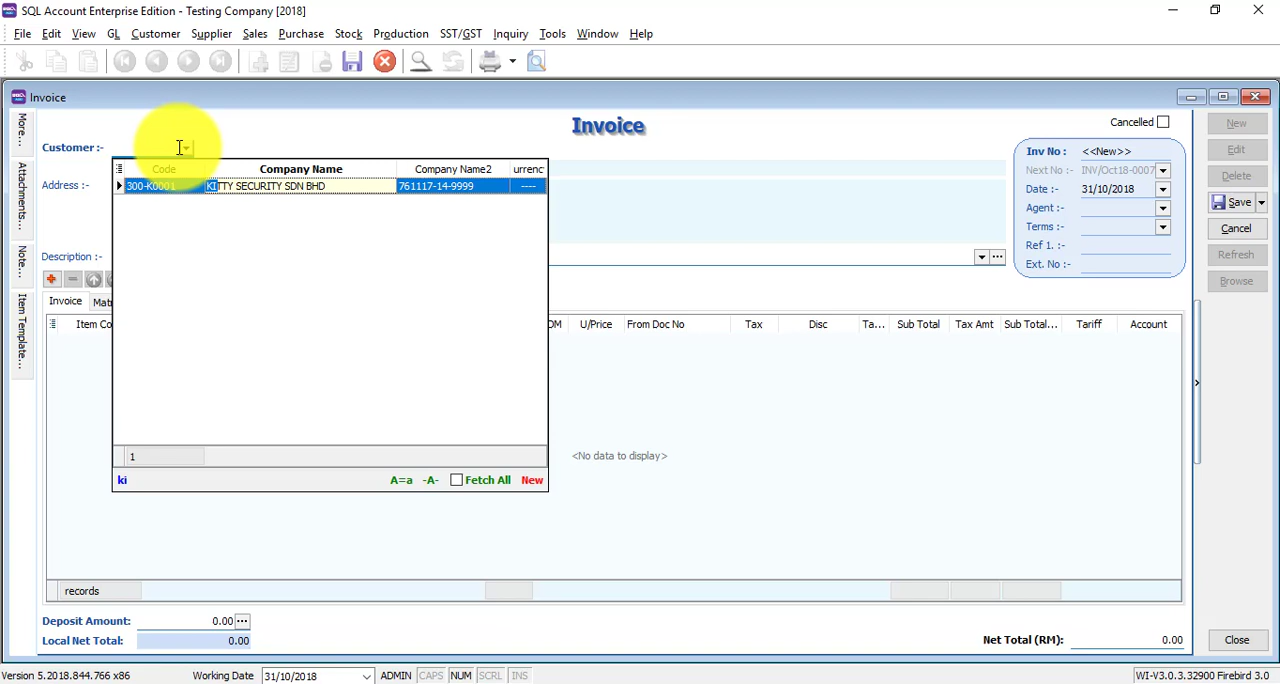 SQL Account Enterprise Edition - Testing Company [2018]
File Edit View GL Customer Supplier Sales Purchase Stock Production SST/GST Inquiry Tools Window Help
Invoice
More...
Attachments...
Note...
Item Template...
Invoice
Cancelled
Customer :-
Address :-
Description :-
Code Company Name Company Name2 urrenc
300-K0001 KITTY SECURITY SDN BHD 761117-14-9999 ----
1
ki A=a -A- Fetch All New
Inv No : <<New>>
Next No :- INV/Oct18-0007
Date :- 31/10/2018
Agent :-
Terms :-
Ref 1. :-
Ext. No :-
New
Edit
Delete
Save
Cancel
Refresh
Browse
Invoice Mat
Item Co OM U/Price From Doc No Tax Disc Ta... Sub Total Tax Amt Sub Total... Tariff Account
<No data to display>
records
Deposit Amount: 0.00
Local Net Total: 0.00
Net Total (RM): 0.00
Close
Version 5.2018.844.766 x86 Working Date 31/10/2018 ADMIN CAPS NUM SCRL INS WI-V3.0.3.32900 Firebird 3.0